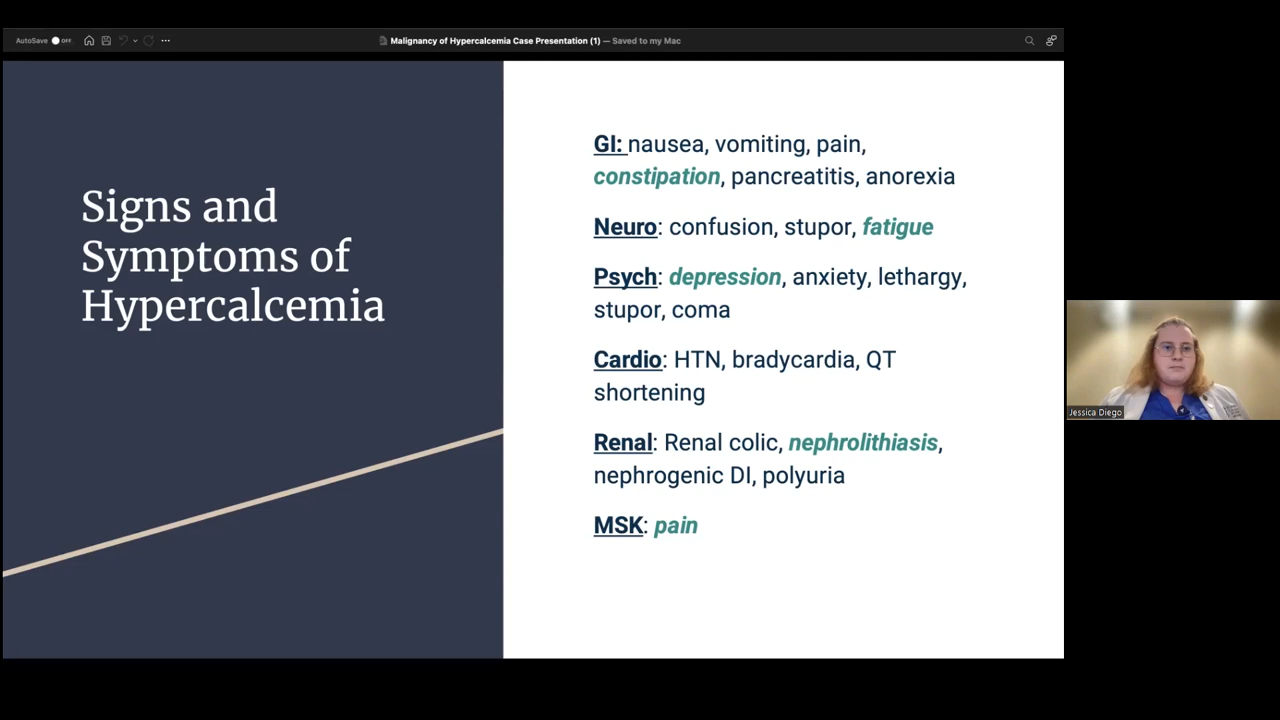 AutoSave OFF
Malignancy of Hypercalcemia Case Presentation (1) — Saved to my Mac
Signs and
Symptoms of
Hypercalcemia
GI: nausea, vomiting, pain,
constipation, pancreatitis, anorexia
Neuro: confusion, stupor, fatigue
Psych: depression, anxiety, lethargy,
stupor, coma
Cardio: HTN, bradycardia, QT
shortening
Renal: Renal colic, nephrolithiasis,
nephrogenic DI, polyuria
MSK: pain
Jessica Diego